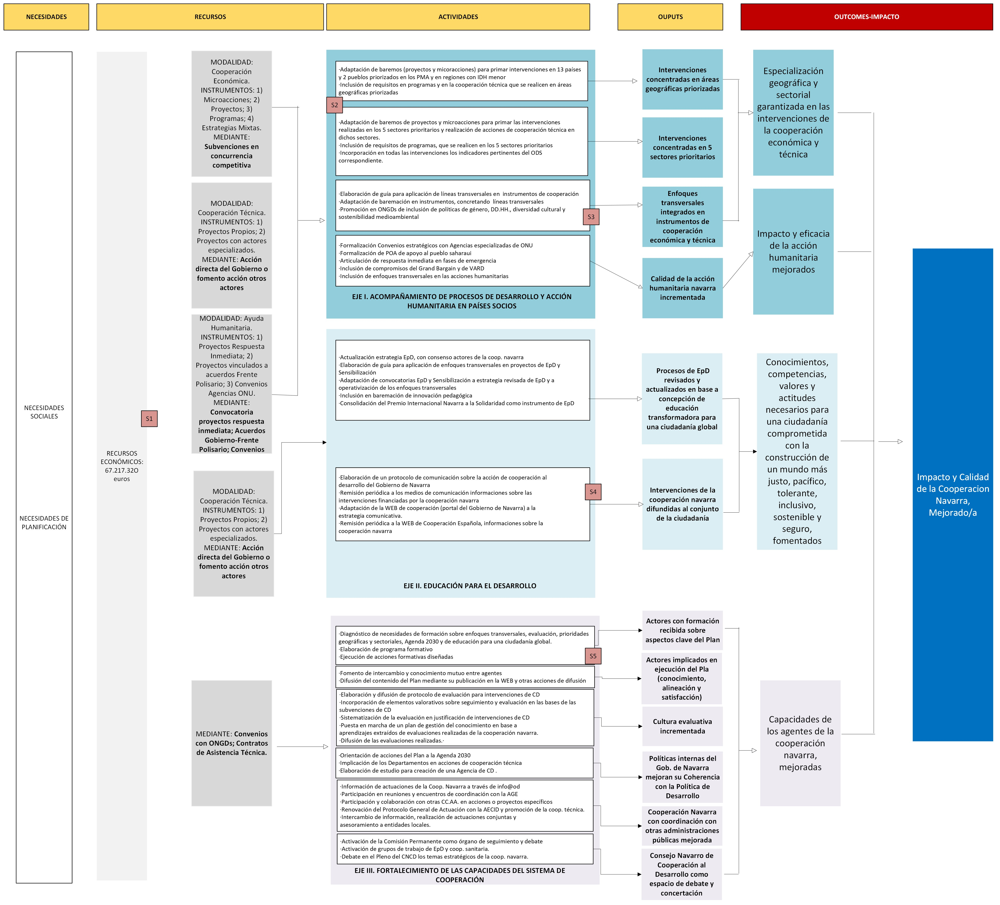 NECESIDADES
RECURSOS
ACTIVIDADES
OUPUTS
OUTCOMES-IMPACTO
NECESIDADES
SOCIALES
NECESIDADES DE
PLANIFICACIÓN
RECURSOS
ECONÓMICOS:
67.217.32O
euros
S1
MODALIDAD:
Cooperación
Económica.
INSTRUMENTOS: 1)
Microacciones; 2)
Proyectos; 3)
Programas; 4)
Estrategias Mixtas.
MEDIANTE:
Subvenciones en
concurrencia
competitiva
MODALIDAD:
Cooperación Técnica.
INSTRUMENTOS: 1)
Proyectos Propios; 2)
Proyectos con actores
especializados.
MEDIANTE: Acción
directa del Gobierno o
fomento acción otros
actores
MODALIDAD: Ayuda
Humanitaria.
INSTRUMENTOS: 1)
Proyectos Respuesta
Inmediata; 2)
Proyectos vinculados a
acuerdos Frente
Polisario; 3) Convenios
Agencias ONU.
MEDIANTE:
Convocatoria
proyectos respuesta
inmediata; Acuerdos
Gobierno-Frente
Polisario; Convenios
MODALIDAD:
Cooperación Técnica.
INSTRUMENTOS: 1)
Proyectos Propios; 2)
Proyectos con actores
especializados.
MEDIANTE: Acción
directa del Gobierno o
fomento acción otros
actores
MEDIANTE: Convenios
con ONGDs; Contratos
de Asistencia Técnica.
·Adaptación de baremos (proyectos y micoracciones) para primar intervenciones en 13 países
y 2 pueblos priorizados en los PMA y en regiones con IDH menor
·Inclusión de requisitos en programas y en la cooperación técnica que se realicen en áreas
geográficas priorizadas
S2
·Adaptación de baremos de proyectos y microacciones para primar las intervenciones
realizadas en los 5 sectores prioritarios y realización de acciones de cooperación técnica en
dichos sectores.
·Inclusión de requisitos de programas, que se realicen en los 5 sectores prioritarios
·Incorporación en todas las intervenciones los indicadores pertinentes del ODS
correspondiente.
·Elaboración de guía para aplicación de líneas transversales en  instrumentos de cooperación
·Adaptación de baremación en instrumentos, concretando  líneas transversales
·Promoción en ONGDs de inclusión de políticas de género, DD.HH., diversidad cultural y
sostenibilidad medioambiental
S3
·Formalización Convenios estratégicos con Agencias especializadas de ONU
·Formalización de POA de apoyo al pueblo saharaui
·Articulación de respuesta inmediata en fases de emergencia
·Inclusión de compromisos del Grand Bargain y de VARD
·Inclusión de enfoques transversales en las acciones humanitarias
EJE I. ACOMPAÑAMIENTO DE PROCESOS DE DESARROLLO Y ACCIÓN
HUMANITARIA EN PAÍSES SOCIOS
·Actualización estrategia EpD, con consenso actores de la coop. navarra
·Elaboración de guía para aplicación de enfoques transversales en proyectos de EpD y
Sensibilización
·Adaptación de convocatorias EpD y Sensibilización a estrategia revisada de EpD y a
operativización de los enfoques transversales
·Inclusión en baremación de innovación pedagógica
·Consolidación del Premio Internacional Navarra a la Solidaridad como instrumento de EpD
·Elaboración de un protocolo de comunicación sobre la acción de cooperación al
desarrollo del Gobierno de Navarra
·Remisión periódica a los medios de comunicación informaciones sobre las
intervenciones financiadas por la cooperación navarra
·Adaptación de la WEB de cooperación (portal del Gobierno de Navarra) a la
estrategia comunicativa.
·Remisión periódica a la WEB de Cooperación Española, informaciones sobre la
cooperación navarra
S4
EJE II. EDUCACIÓN PARA EL DESARROLLO
·Diagnóstico de necesidades de formación sobre enfoques transversales, evaluación, prioridades
geográficas y sectoriales, Agenda 2030 y de educación para una ciudadanía global.
·Elaboración de programa formativo
·Ejecución de acciones formativas diseñadas
S5
·Fomento de intercambio y conocimiento mutuo entre agentes
·Difusión del contenido del Plan mediante su publicación en la WEB y otras acciones de difusión
·Elaboración y difusión de protocolo de evaluación para intervenciones de CD
·Incorporación de elementos valorativos sobre seguimiento y evaluación en las bases de las
subvenciones de CD
·Sistematización de la evaluación en justificación de intervenciones de CD
·Puesta en marcha de un plan de gestión del conocimiento en base a
aprendizajes extraídos de evaluaciones realizadas de la cooperación navarra.
·Difusión de las evaluaciones realizadas.·
·Orientación de acciones del Plan a la Agenda 2030
·Implicación de los Departamentos en acciones de cooperación técnica
·Elaboración de estudio para creación de una Agencia de CD .
·Información de actuaciones de la Coop. Navarra a través de info@od
·Participación en reuniones y encuentros de coordinación con la AGE
·Participación y colaboración con otras CC.AA. en acciones o proyectos específicos
·Renovación del Protocolo General de Actuación con la AECID y promoción de la coop. técnica.
·Intercambio de información, realización de actuaciones conjuntas y
asesoramiento a entidades locales.
·Activación de la Comisión Permanente como órgano de seguimiento y debate
·Activación de grupos de trabajo de EpD y coop. sanitaria.
·Debate en el Pleno del CNCD los temas estratégicos de la coop. navarra.
EJE III. FORTALECIMIENTO DE LAS CAPACIDADES DEL SISTEMA DE
COOPERACIÓN
Intervenciones
concentradas en áreas
geográficas priorizadas
Intervenciones
concentradas en 5
sectores prioritarios
Enfoques
transversales
integrados en
instrumentos de
cooperación
económica y técnica
Calidad de la acción
humanitaria navarra
incrementada
Procesos de EpD
revisados y
actualizados en base a
concepción de
educación
transformadora para
una ciudadanía global
Intervenciones de la
cooperación navarra
difundidas al conjunto
de la ciudadanía
Actores con formación
recibida sobre
aspectos clave del Plan
Actores implicados en
ejecución del Pla
(conocimiento,
alineación y
satisfacción)
Cultura evaluativa
incrementada
Políticas internas del
Gob. de Navarra
mejoran su Coherencia
con la Política de
Desarrollo
Cooperación Navarra
con coordinación con
otras administraciones
públicas mejorada
Consejo Navarro de
Cooperación al
Desarrollo como
espacio de debate y
concertación
Especialización
geográfica y
sectorial
garantizada en las
intervenciones de
la cooperación
económica y
técnica
Impacto y eficacia
de la acción
humanitaria
mejorados
Conocimientos,
competencias,
valores y
actitudes
necesarios para
una ciudadanía
comprometida
con la
construcción de
un mundo más
justo, pacífico,
tolerante,
inclusivo,
sostenible y
seguro,
fomentados
Capacidades de
los agentes de la
cooperación
navarra,
mejoradas
Impacto y Calidad
de la Cooperacion
Navarra,
Mejorado/a